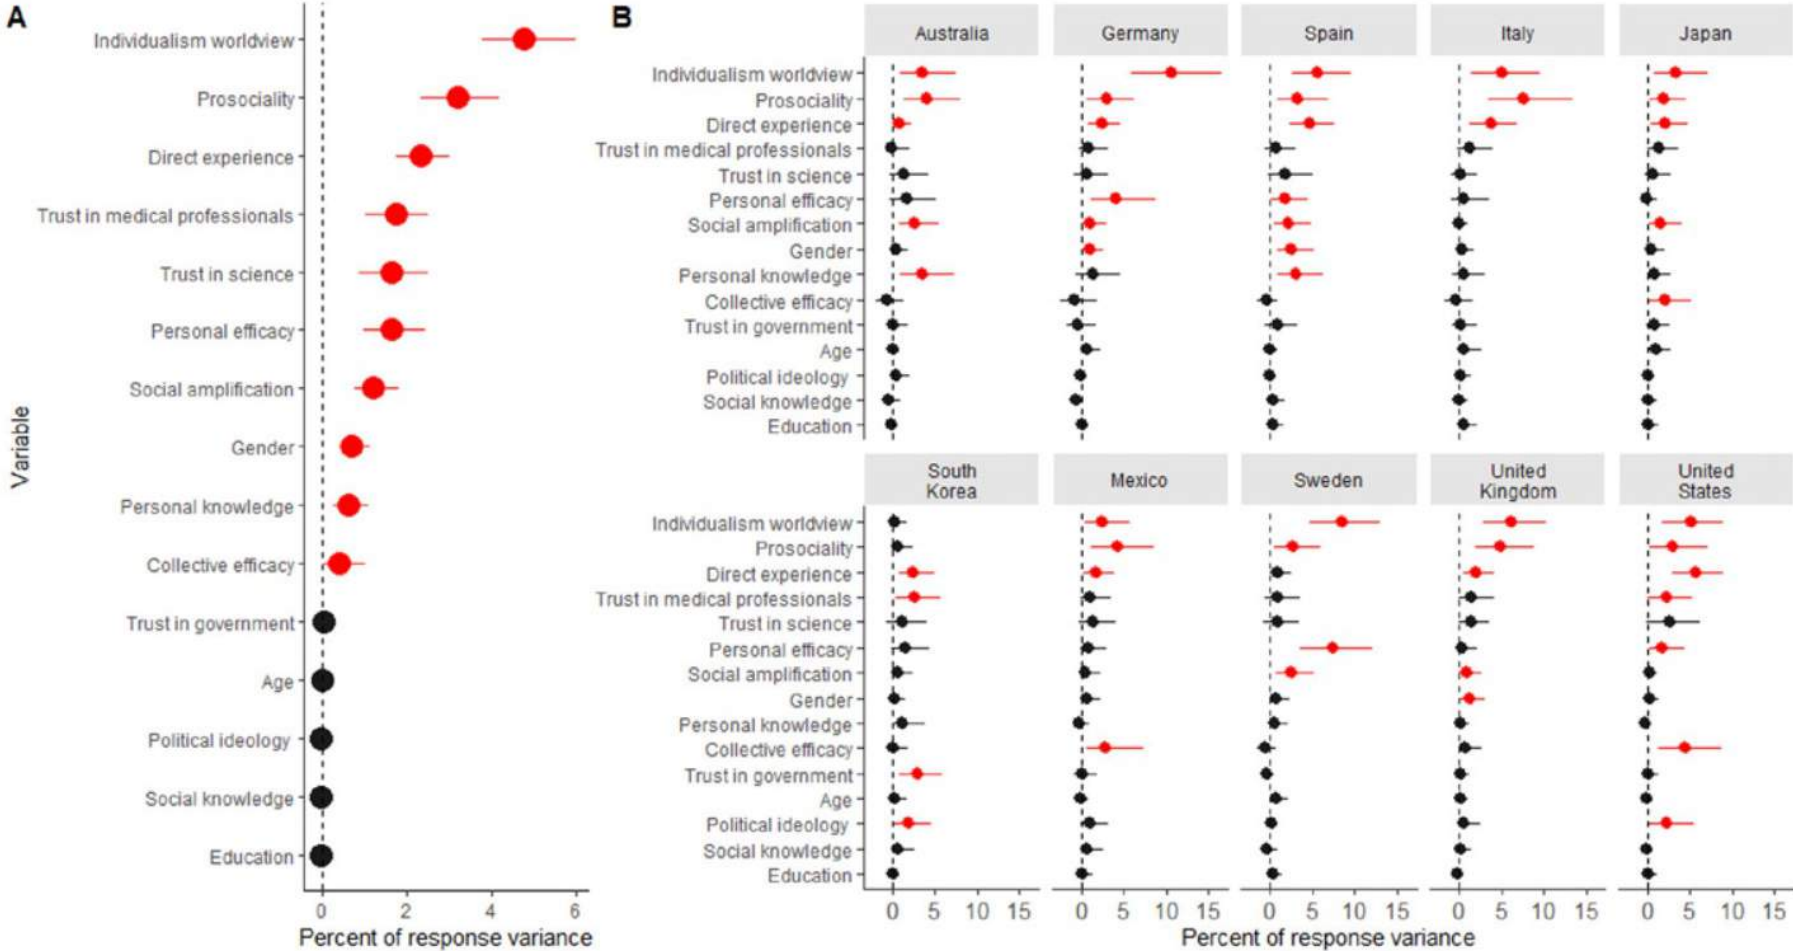 A
Variable
Individualism worldview
Prosociality
Direct experience
Trust in medical professionals
Trust in science
Personal efficacy
Social amplification
Gender
Personal knowledge
Collective efficacy
Trust in government
Age
Political ideology
Social knowledge
Education
0 2 4 6
Percent of response variance
B
Australia Germany Spain Italy Japan
Individualism worldview
Prosociality
Direct experience
Trust in medical professionals
Trust in science
Personal efficacy
Social amplification
Gender
Personal knowledge
Collective efficacy
Trust in government
Age
Political ideology
Social knowledge
Education
South Korea Mexico Sweden United Kingdom United States
Individualism worldview
Prosociality
Direct experience
Trust in medical professionals
Trust in science
Personal efficacy
Social amplification
Gender
Personal knowledge
Collective efficacy
Trust in government
Age
Political ideology
Social knowledge
Education
0 5 10 15 0 5 10 15 0 5 10 15 0 5 10 15 0 5 10 15
Percent of response variance